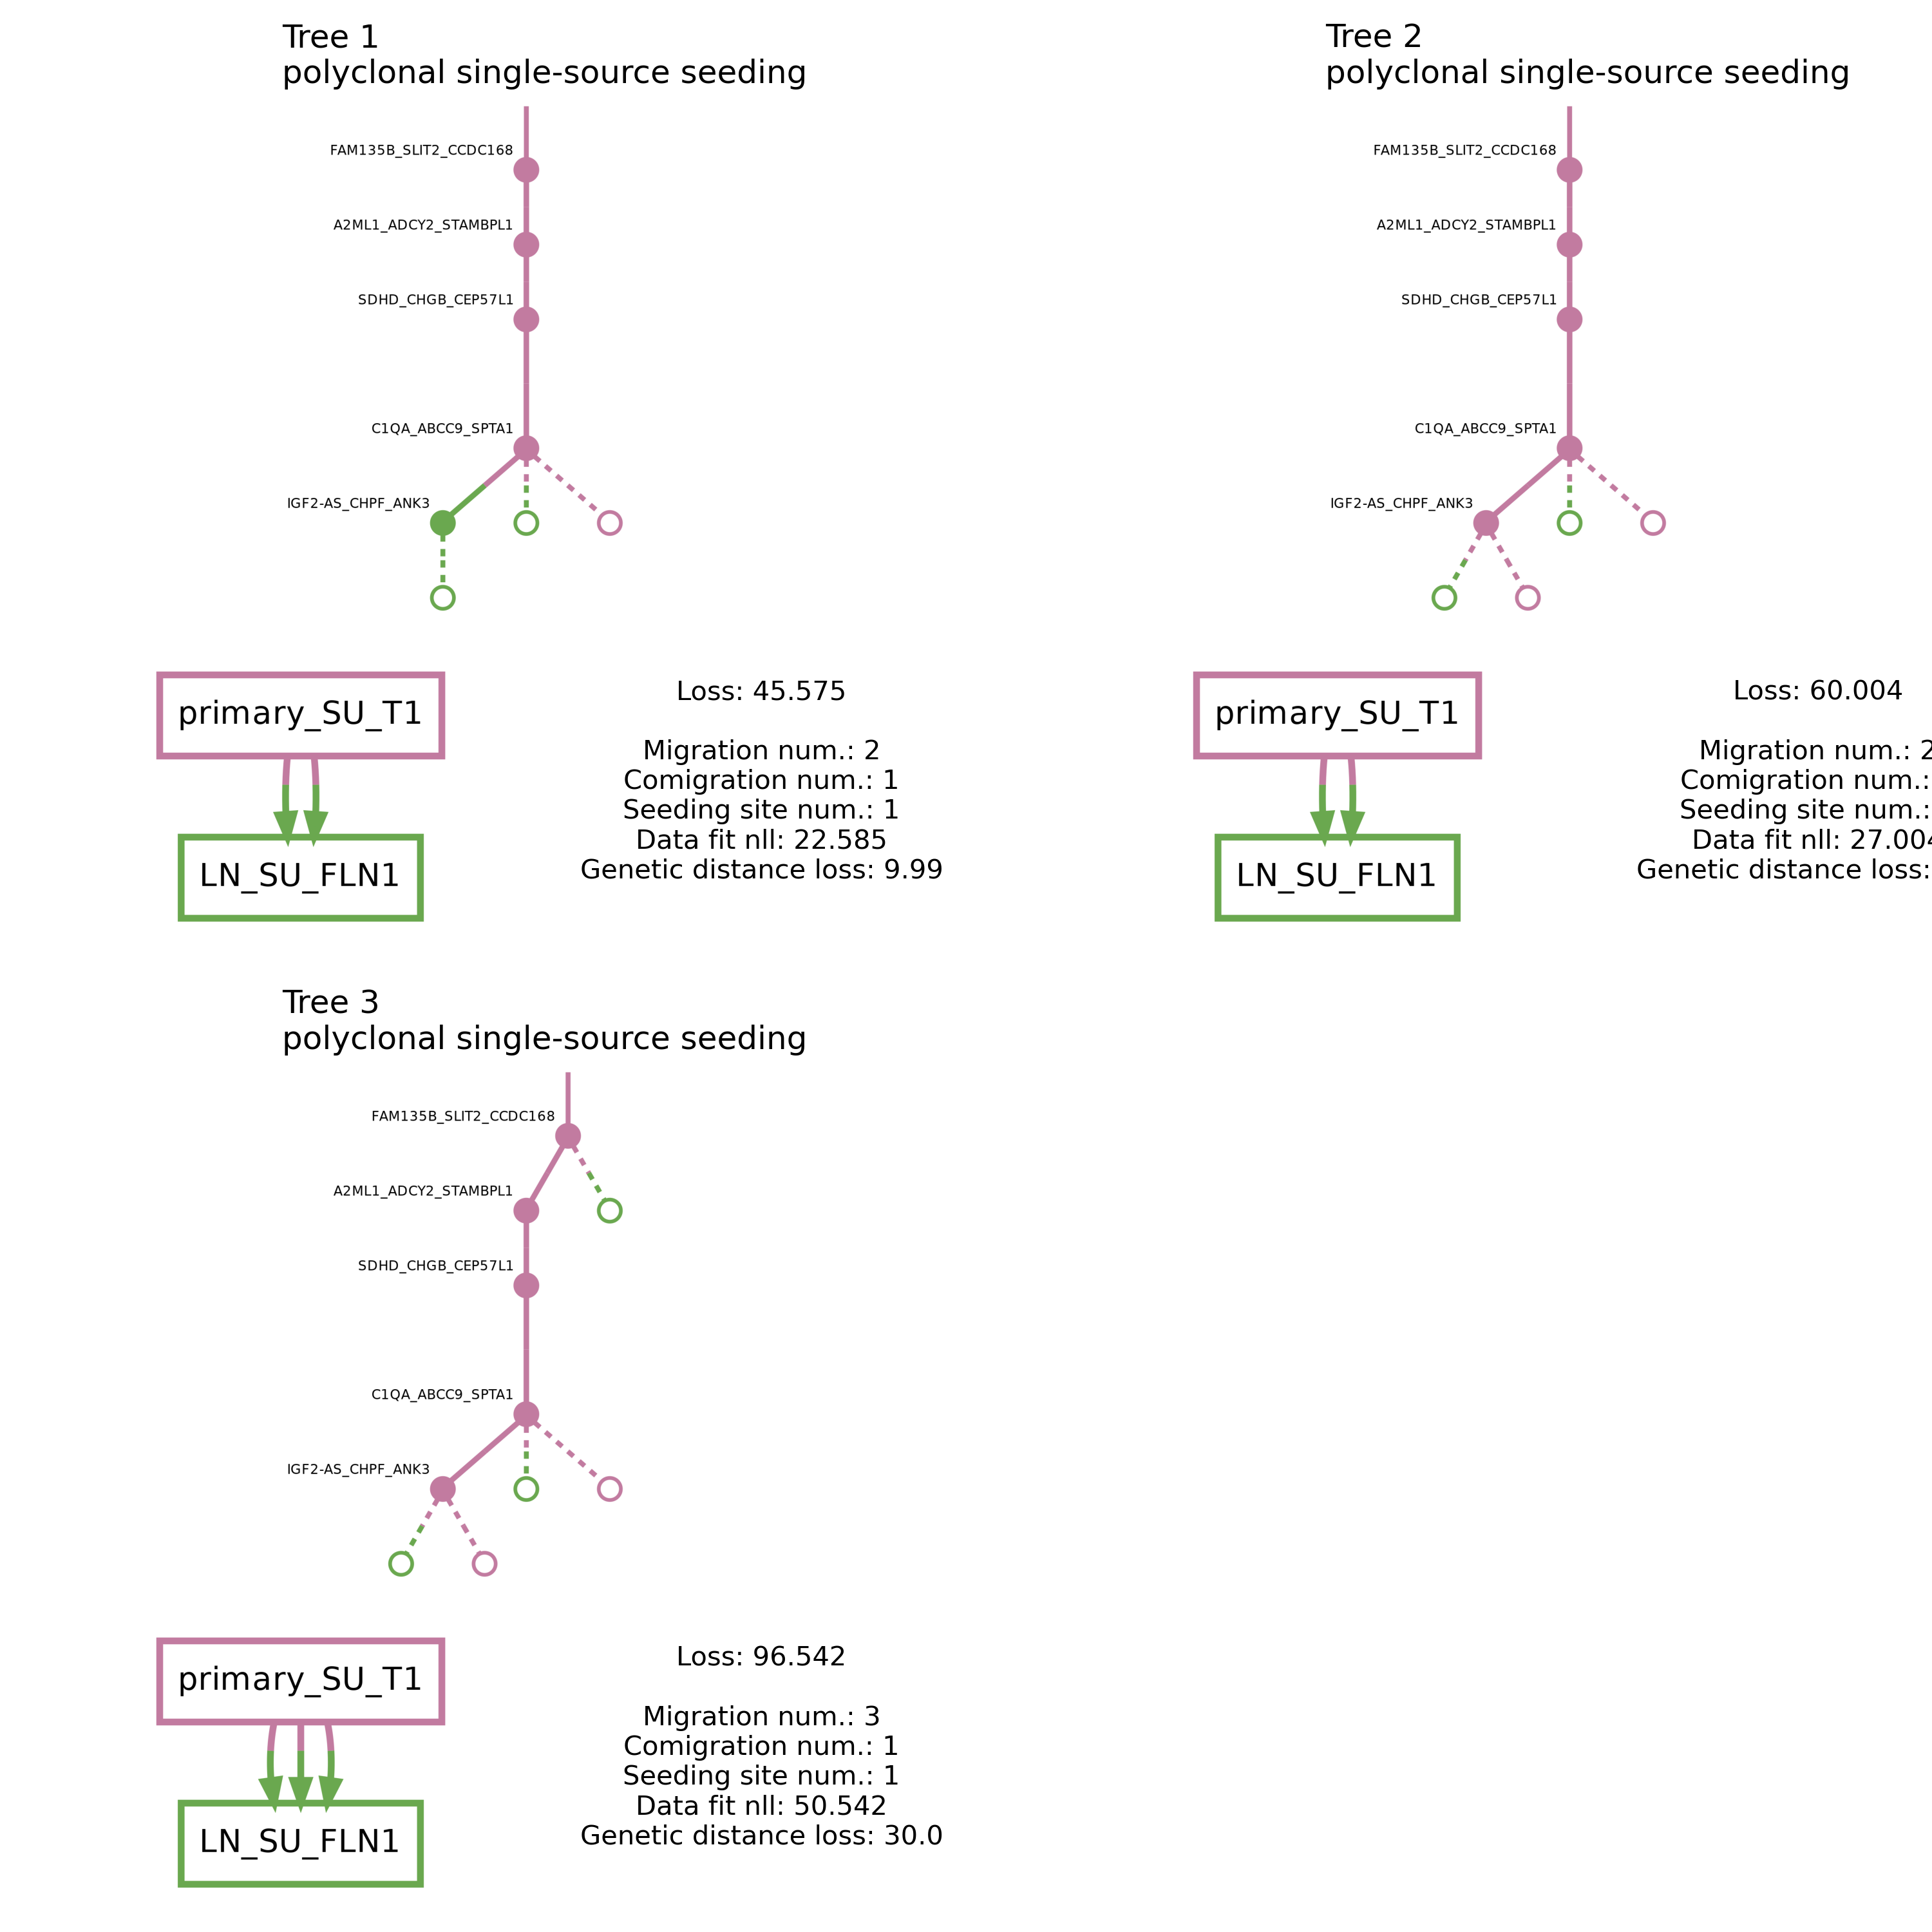 Tree 1
polyclonal single-source seeding
FAM135B_SLIT2_CCDC168
A2ML1_ADCY2_STAMBPL1
SDHD_CHGB_CEP57L1
C1QA_ABCC9_SPTA1
IGF2-AS_CHPF_ANK3
primary_SU_T1
LN_SU_FLN1
Loss: 45.575
Migration num.: 2
Comigration num.: 1
Seeding site num.: 1
Data fit nll: 22.585
Genetic distance loss: 9.99
Tree 2
polyclonal single-source seeding
FAM135B_SLIT2_CCDC168
A2ML1_ADCY2_STAMBPL1
SDHD_CHGB_CEP57L1
C1QA_ABCC9_SPTA1
IGF2-AS_CHPF_ANK3
primary_SU_T1
LN_SU_FLN1
Loss: 60.004
Migration num.: 2
Comigration num.:
Seeding site num.:
Data fit nll: 27.004
Genetic distance loss:
Tree 3
polyclonal single-source seeding
FAM135B_SLIT2_CCDC168
A2ML1_ADCY2_STAMBPL1
SDHD_CHGB_CEP57L1
C1QA_ABCC9_SPTA1
IGF2-AS_CHPF_ANK3
primary_SU_T1
LN_SU_FLN1
Loss: 96.542
Migration num.: 3
Comigration num.: 1
Seeding site num.: 1
Data fit nll: 50.542
Genetic distance loss: 30.0